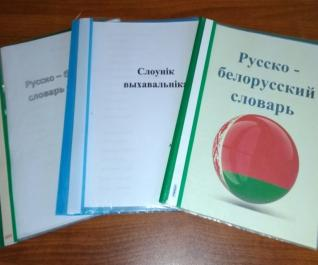 Русско – б
словарь
Слоунік
выхавальніка
Русско -
белорусский
словарь